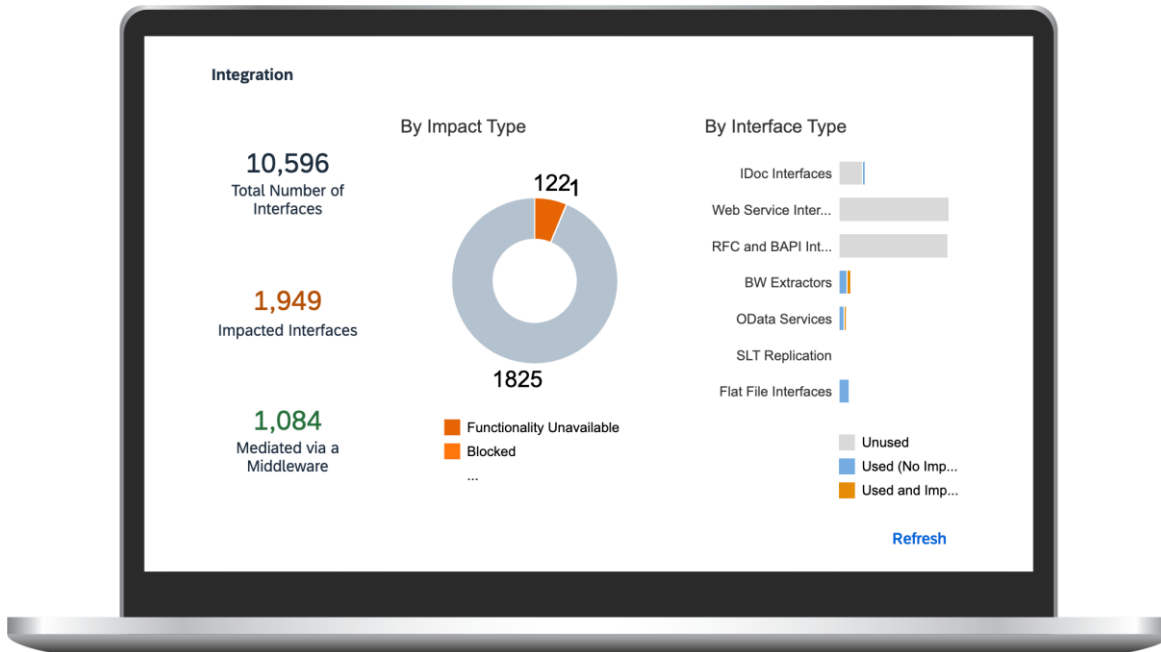 Integration
10,596
Total Number of
Interfaces
1,949
Impacted Interfaces
1,084
Mediated via a
Middleware
By Impact Type
122
1
1825
Functionality Unavailable
Blocked
...
By Interface Type
IDoc Interfaces
Web Service Inter...
RFC and BAPI Int...
BW Extractors
OData Services
SLT Replication
Flat File Interfaces
Unused
Used (No Imp...
Used and Imp...
Refresh